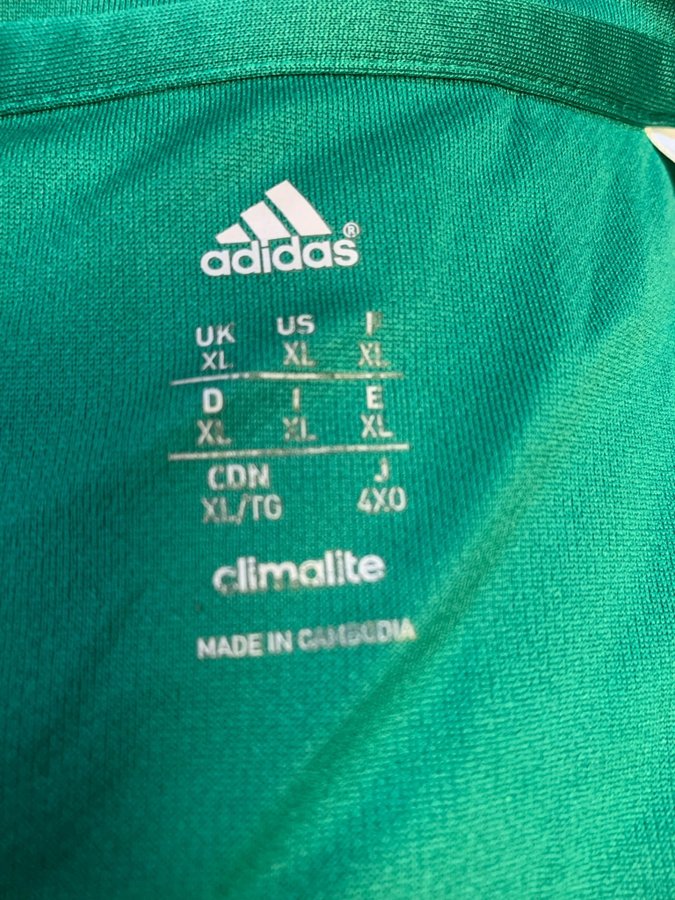 adidas®
UK US F
XL XL XL
D I E
XL XL XL
CDN J
XL/TG 4XO
climalite
MADE IN CAMBODIA